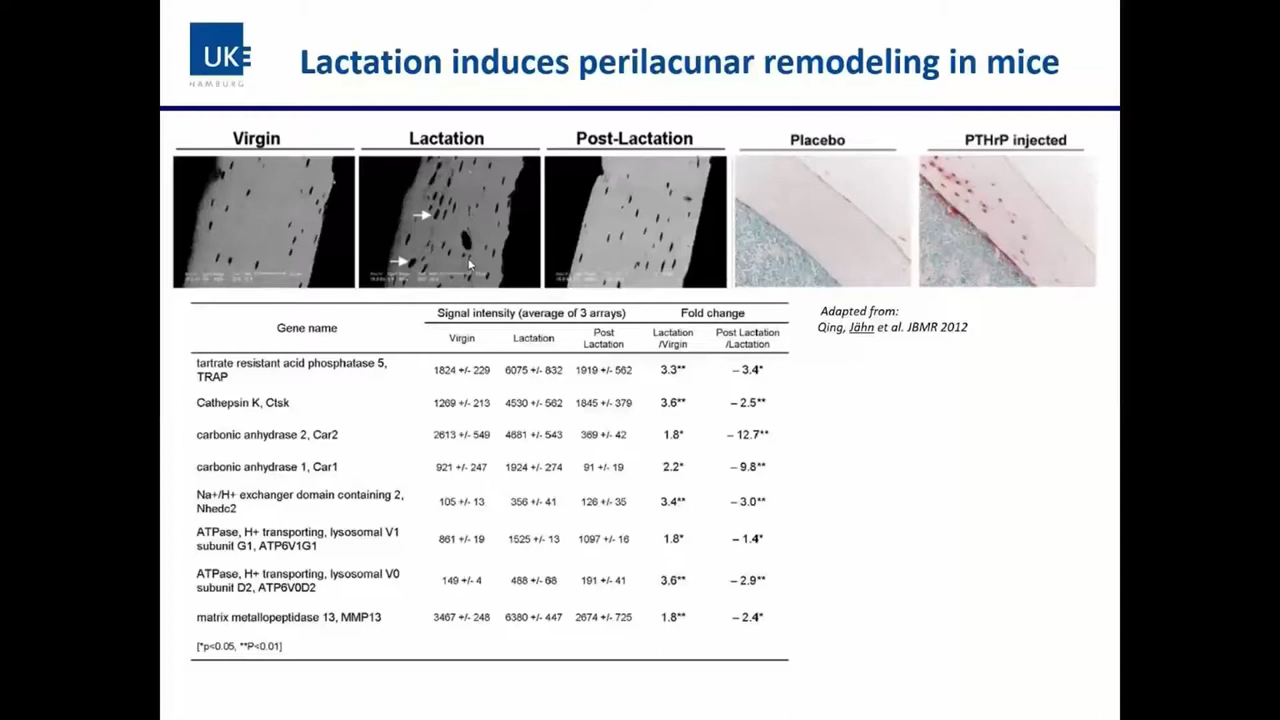 UKE
HAMBURG
Lactation induces perilacunar remodeling in mice
Virgin
Lactation
Post-Lactation
Placebo
PTHrP injected
Adapted from:
Qing, Jähn et al. JBMR 2012
Gene name
Signal intensity (average of 3 arrays)
Fold change
Virgin
Lactation
Post
Lactation
Lactation
/Virgin
Post Lactation
/Lactation
tartrate resistant acid phosphatase 5,
TRAP
1824 +/- 229 6075 +/- 832 1919 +/- 562 3.3** – 3.4*
Cathepsin K, Ctsk 1269 +/- 213 4530 +/- 562 1845 +/- 379 3.6** – 2.5**
carbonic anhydrase 2, Car2 2613 +/- 549 4681 +/- 543 369 +/- 42 1.8* – 12.7**
carbonic anhydrase 1, Car1 921 +/- 247 1924 +/- 274 91 +/- 19 2.2* – 9.8**
Na+/H+ exchanger domain containing 2,
Nhedc2
105 +/- 13 356 +/- 41 126 +/- 35 3.4** – 3.0**
ATPase, H+ transporting, lysosomal V1
subunit G1, ATP6V1G1
861 +/- 19 1525 +/- 13 1097 +/- 16 1.8* – 1.4*
ATPase, H+ transporting, lysosomal V0
subunit D2, ATP6V0D2
149 +/- 4 488 +/- 68 191 +/- 41 3.6** – 2.9**
matrix metallopeptidase 13, MMP13 3467 +/- 248 6380 +/- 447 2674 +/- 725 1.8** – 2.4*
[*p<0.05, **P<0.01]